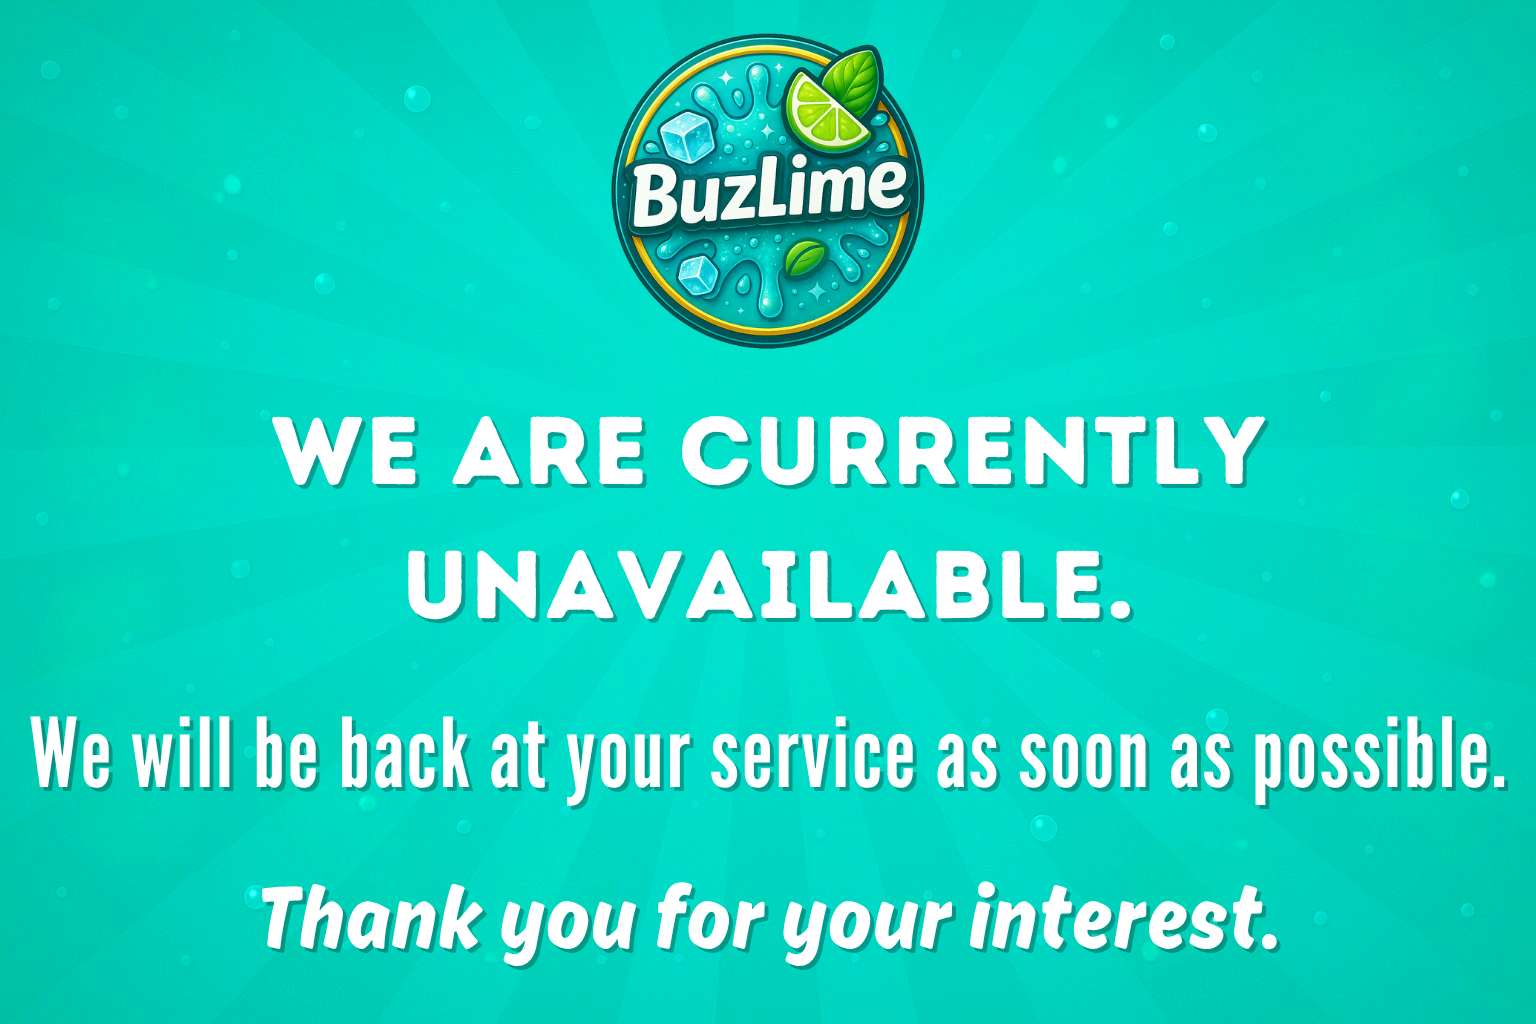 BuzLime
WE ARE CURRENTLY
UNAVAILABLE.
We will be back at your service as soon as possible.
Thank you for your interest.